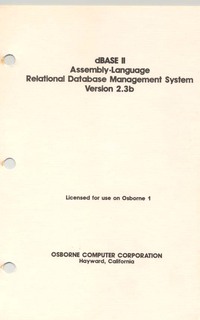 dBASE II
Assembly-Language
Relational Database Management System
Version 2.3b
Licensed for use on Osborne 1
OSBORNE COMPUTER CORPORATION
Hayward, California